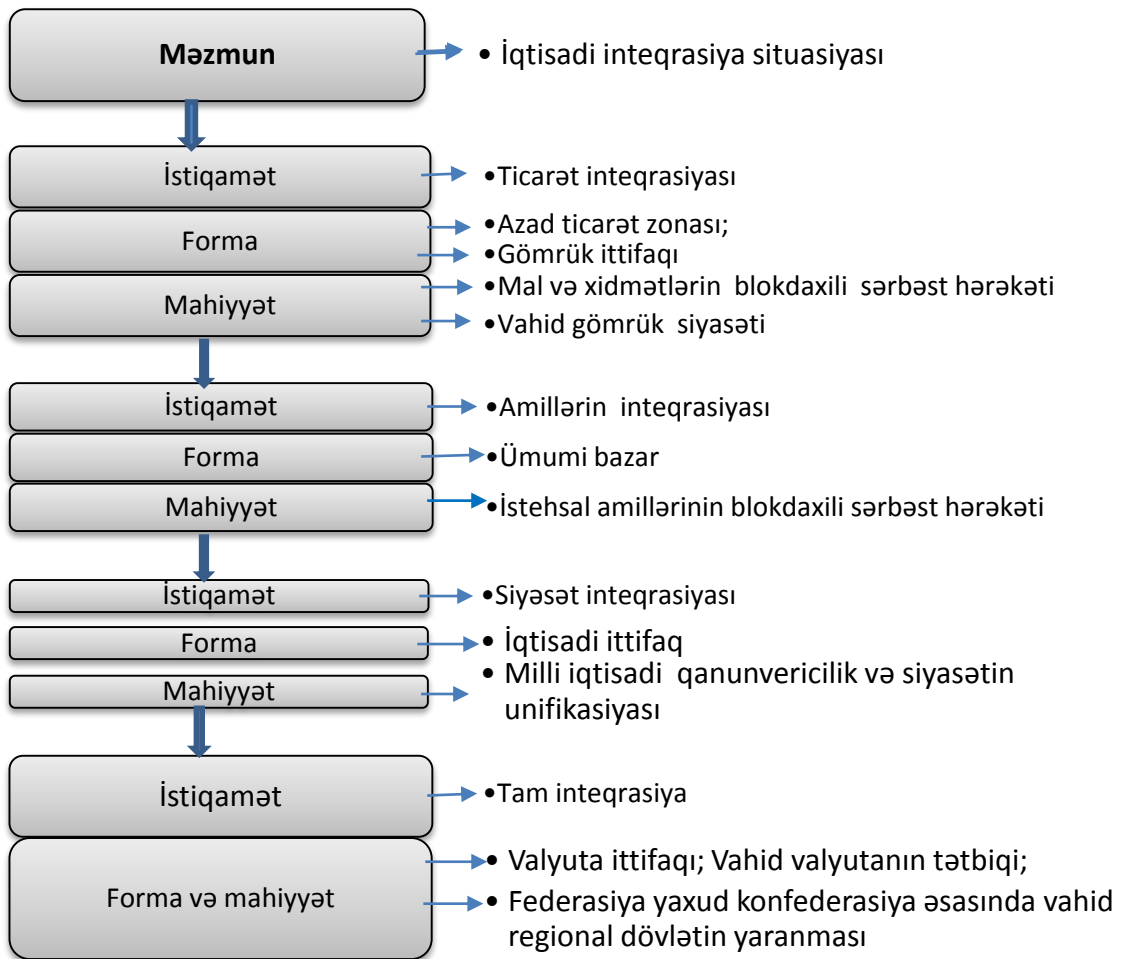 Məzmun
• İqtisadi inteqrasiya situasiyası
İstiqamət
•Ticarət inteqrasiyası
Forma
•Azad ticarət zonası;
•Gömrük ittifaqı
Mahiyyət
•Mal və xidmətlərin blokdaxili sərbəst hərəkəti
•Vahid gömrük siyasəti
İstiqamət
•Amillərin inteqrasiyası
Forma
•Ümumi bazar
Mahiyyət
•İstehsal amillərinin blokdaxili sərbəst hərəkəti
İstiqamət
•Siyəsət inteqrasiyası
Forma
• İqtisadi ittifaq
Mahiyyət
• Milli iqtisadi qanunvericilik və siyasətin
unifikasiyası
İstiqamət
•Tam inteqrasiya
Forma və mahiyyət
• Valyuta ittifaqı; Vahid valyutanın tətbiqi;
• Federasiya yaxud konfederasiya əsasında vahid
regional dövlətin yaranması